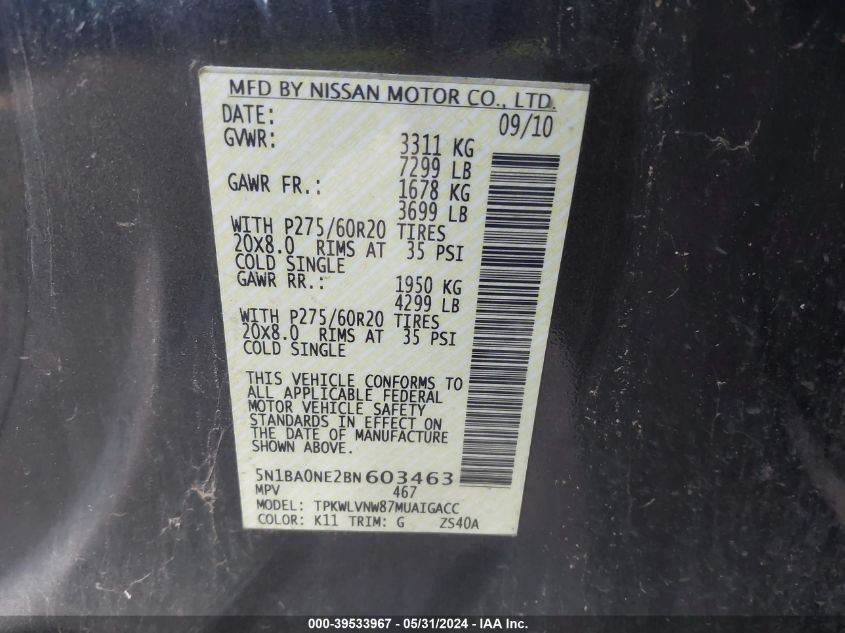 MFD BY NISSAN MOTOR CO., LTD.
DATE: 09/10
GVWR: 3311 KG
7299 LB
GAWR FR.: 1678 KG
3699 LB
WITH P275/60R20 TIRES
20X8.0 RIMS AT 35 PSI
COLD SINGLE
GAWR RR.: 1950 KG
4299 LB
WITH P275/60R20 TIRES
20X8.0 RIMS AT 35 PSI
COLD SINGLE
THIS VEHICLE CONFORMS TO
ALL APPLICABLE FEDERAL
MOTOR VEHICLE SAFETY
STANDARDS IN EFFECT ON
THE DATE OF MANUFACTURE
SHOWN ABOVE.
5N1BA0NE2BN603463
MPV 467
MODEL: TPKWLVNW87MUAIGACC
COLOR: K11 TRIM: G ZS40A
000-39533967 - 05/31/2024 - IAA Inc.